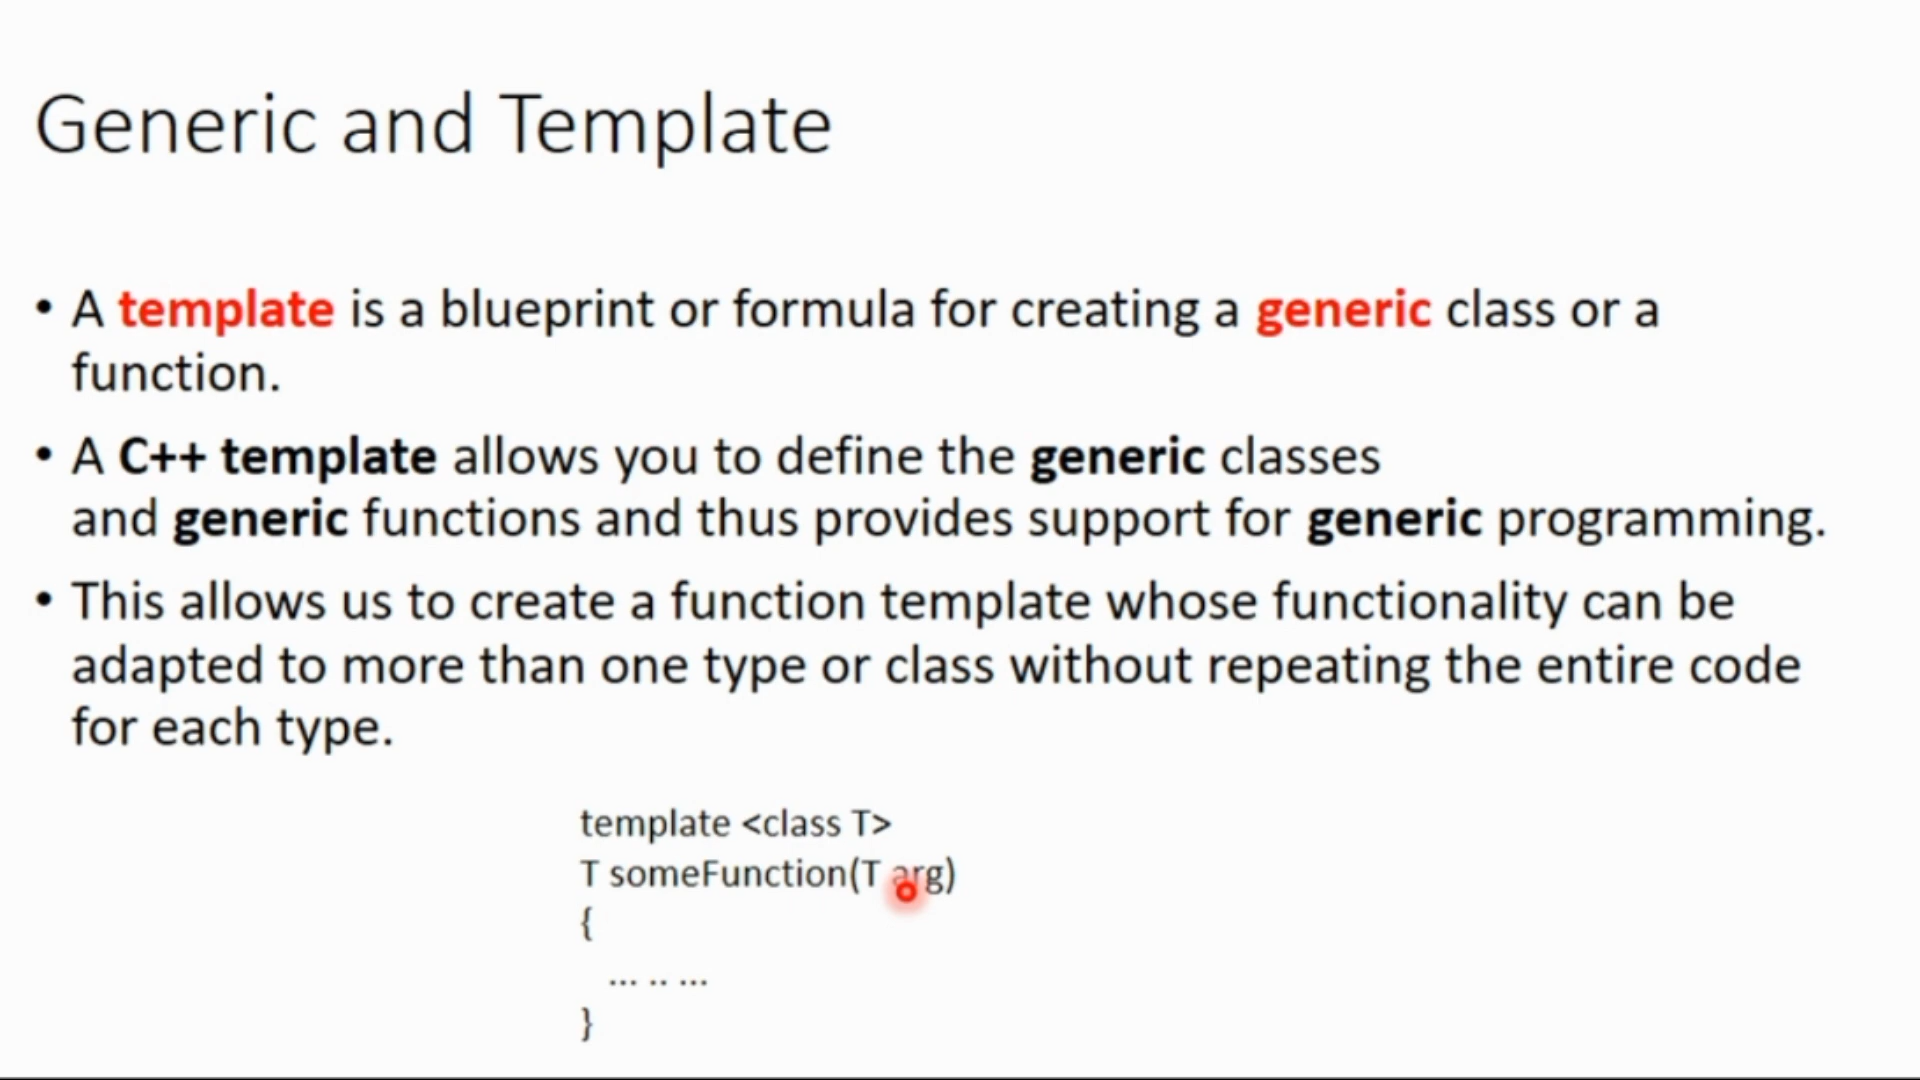 Generic and Template
• A template is a blueprint or formula for creating a generic class or a
function.
• A C++ template allows you to define the generic classes
and generic functions and thus provides support for generic programming.
• This allows us to create a function template whose functionality can be
adapted to more than one type or class without repeating the entire code
for each type.
template <class T>
T someFunction(T arg)
{
... .. ...
}